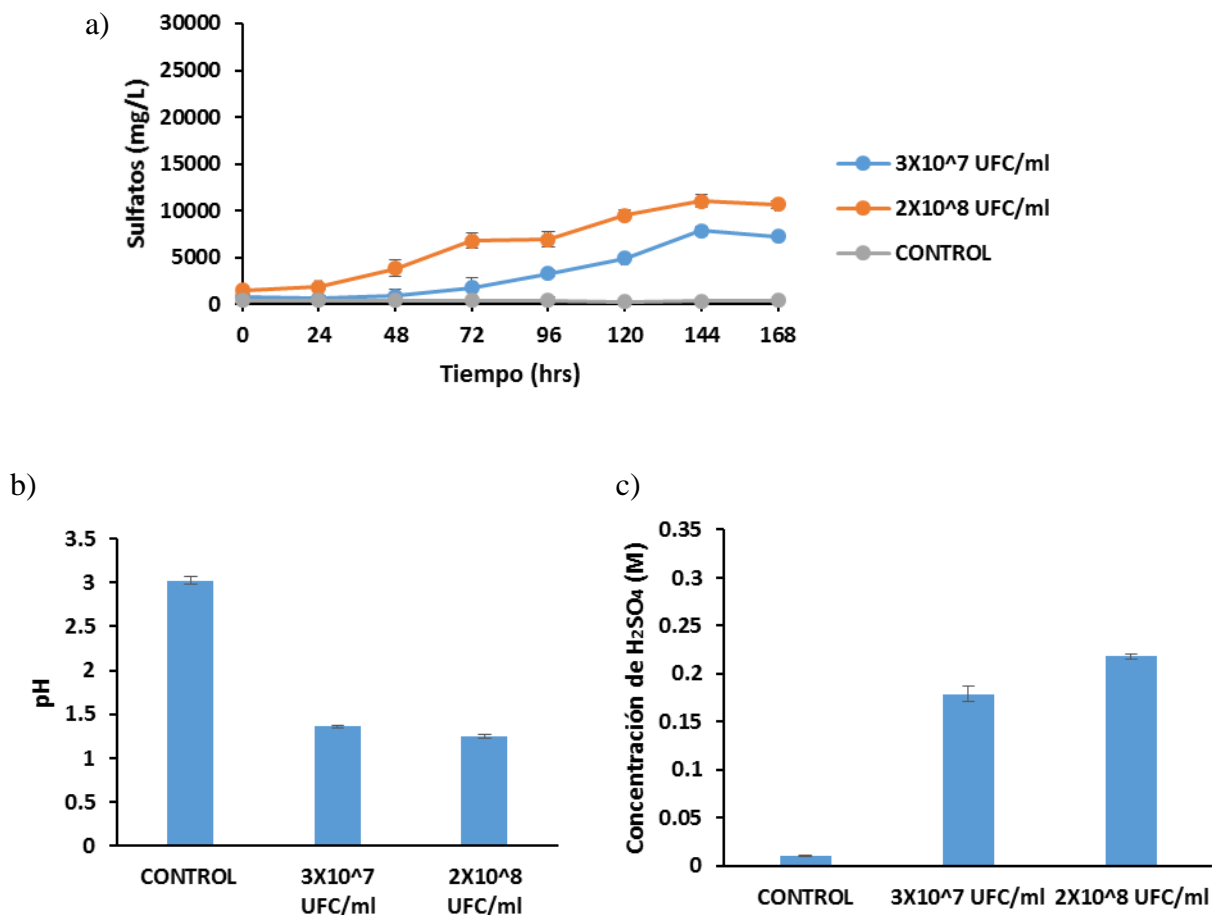 a)
30000
25000
20000
15000
10000
5000
0
Sulfatos (mg/L)
0 24 48 72 96 120 144 168
Tiempo (hrs)
3X10^7 UFC/ml
2X10^8 UFC/ml
CONTROL
b)
3.5
3
2.5
2
1.5
1
0.5
0
pH
CONTROL 3X10^7 2X10^8
UFC/ml UFC/ml
c)
0.35
0.3
0.25
0.2
0.15
0.1
0.05
0
Concentración de H₂SO₄ (M)
CONTROL 3X10^7 UFC/ml 2X10^8 UFC/ml